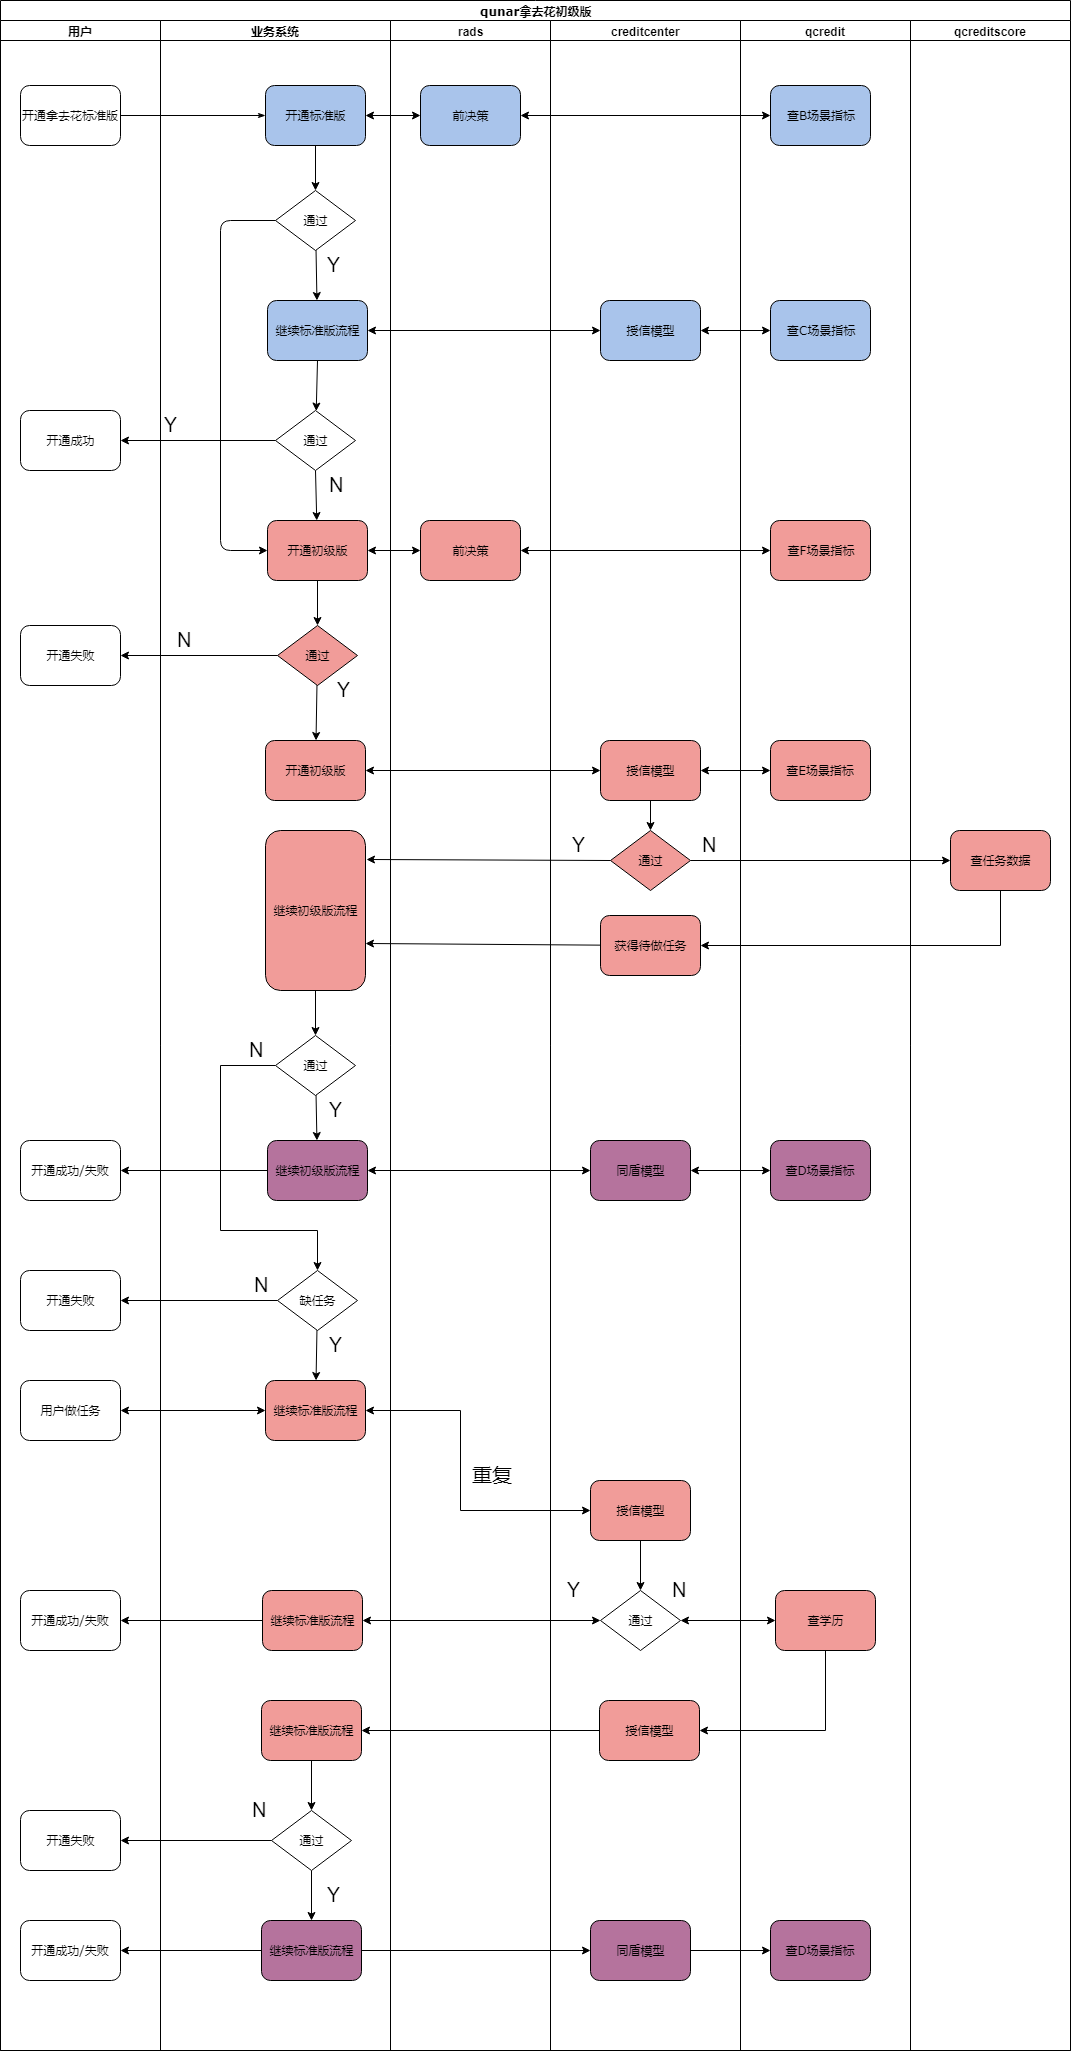 qunar拿去花初级版
用户
业务系统
rads
creditcenter
qcredit
qcreditscore
开通拿去花标准版
开通标准版
前决策
查B场景指标
通过
Y
继续标准版流程
授信模型
查C场景指标
开通成功
Y
通过
N
开通初级版
前决策
查F场景指标
开通失败
N
通过
Y
开通初级版
授信模型
查E场景指标
Y
通过
N
查任务数据
继续初级版流程
获得待做任务
N
通过
Y
开通成功/失败
继续初级版流程
同盾模型
查D场景指标
开通失败
N
缺任务
Y
用户做任务
继续标准版流程
重复
授信模型
开通成功/失败
继续标准版流程
Y
通过
N
查学历
继续标准版流程
授信模型
开通失败
N
通过
Y
开通成功/失败
继续标准版流程
同盾模型
查D场景指标